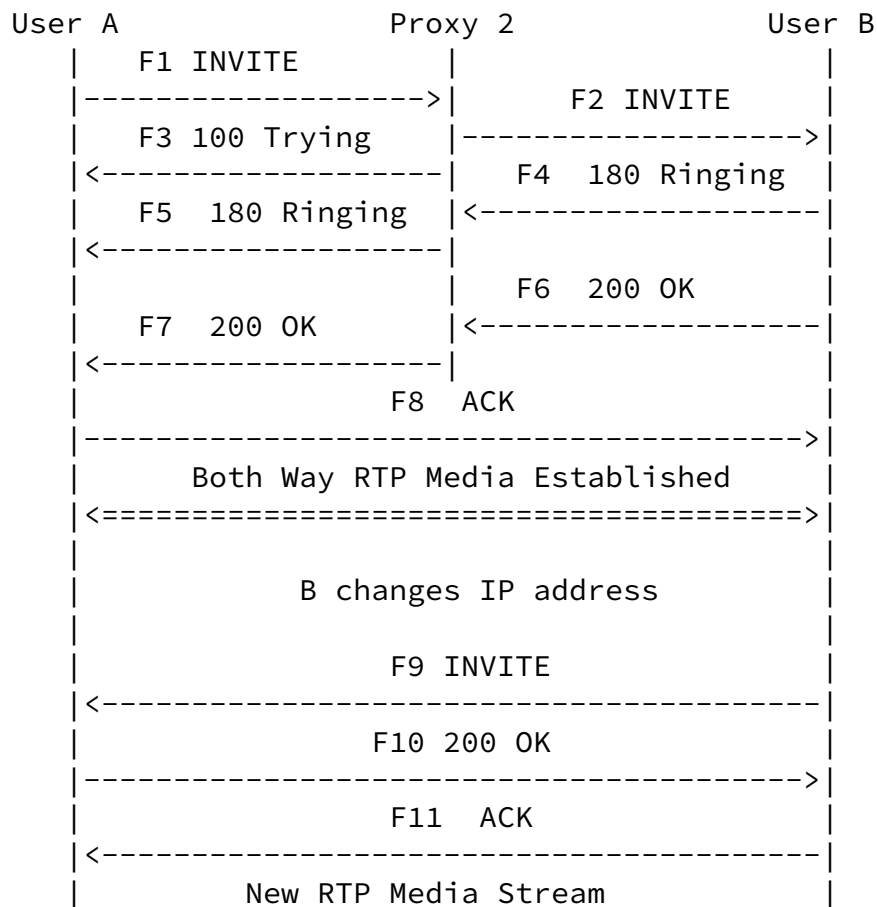 User A Proxy 2 User B
F1 INVITE
F2 INVITE
F3 100 Trying
F4 180 Ringing
F5 180 Ringing
F6 200 OK
F7 200 OK
F8 ACK
Both Way RTP Media Established
B changes IP address
F9 INVITE
F10 200 OK
F11 ACK
New RTP Media Stream